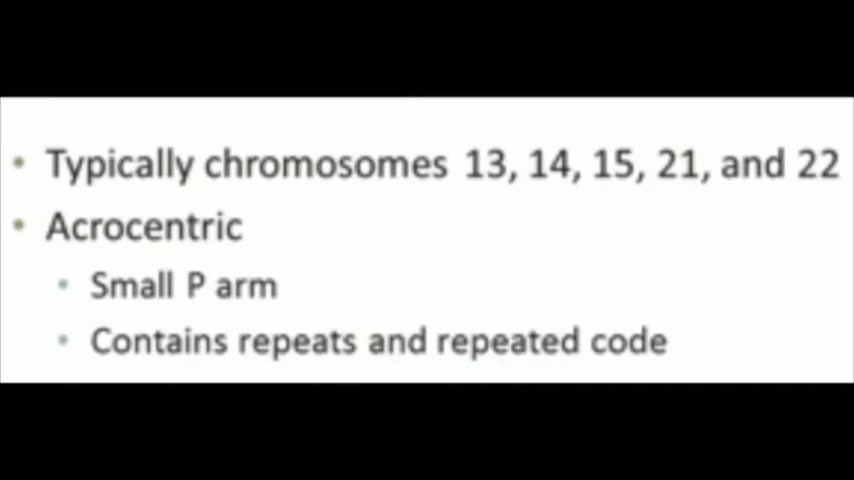 • Typically chromosomes 13, 14, 15, 21, and 22
• Acrocentric
• Small P arm
• Contains repeats and repeated code